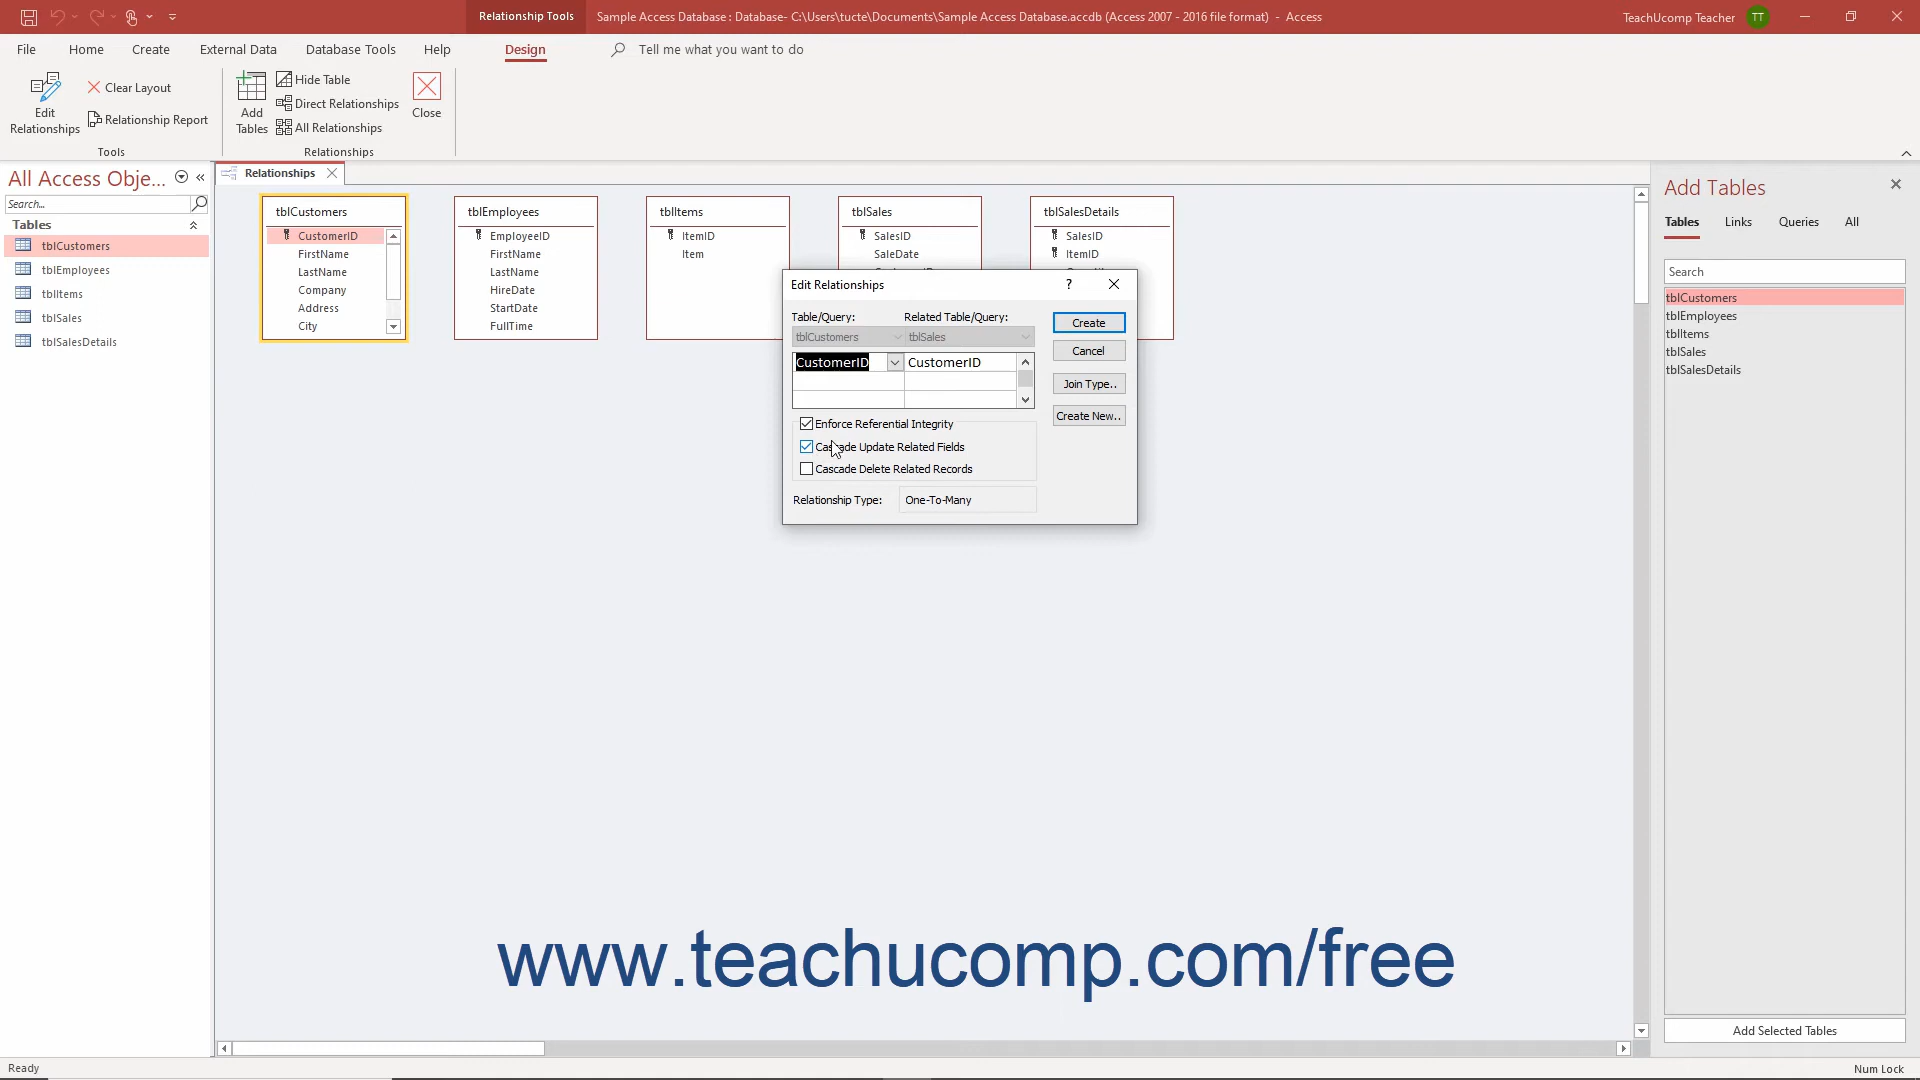 Relationship Tools Sample Access Database : Database- C:\Users\tucte\Documents\Sample Access Database.accdb (Access 2007 - 2016 file format) - Access TeachUcomp Teacher TT
File Home Create External Data Database Tools Help Design Tell me what you want to do
Edit Relationships
Clear Layout
Relationship Report
Tools
Add Tables
Hide Table
Direct Relationships
All Relationships
Close
Relationships
All Access Obje...
Search...
Tables
tblCustomers
tblEmployees
tblItems
tblSales
tblSalesDetails
Relationships
tblCustomers
CustomerID
FirstName
LastName
Company
Address
City
tblEmployees
EmployeeID
FirstName
LastName
HireDate
StartDate
FullTime
tblItems
ItemID
Item
tblSales
SalesID
SaleDate
tblSalesDetails
SalesID
ItemID
Edit Relationships ?
Table/Query: Related Table/Query:
tblCustomers tblSales
CustomerID CustomerID
Enforce Referential Integrity
Cascade Update Related Fields
Cascade Delete Related Records
Relationship Type: One-To-Many
Create
Cancel
Join Type..
Create New..
Add Tables
Tables Links Queries All
Search
tblCustomers
tblEmployees
tblItems
tblSales
tblSalesDetails
Add Selected Tables
www.teachucomp.com/free
Ready Num Lock